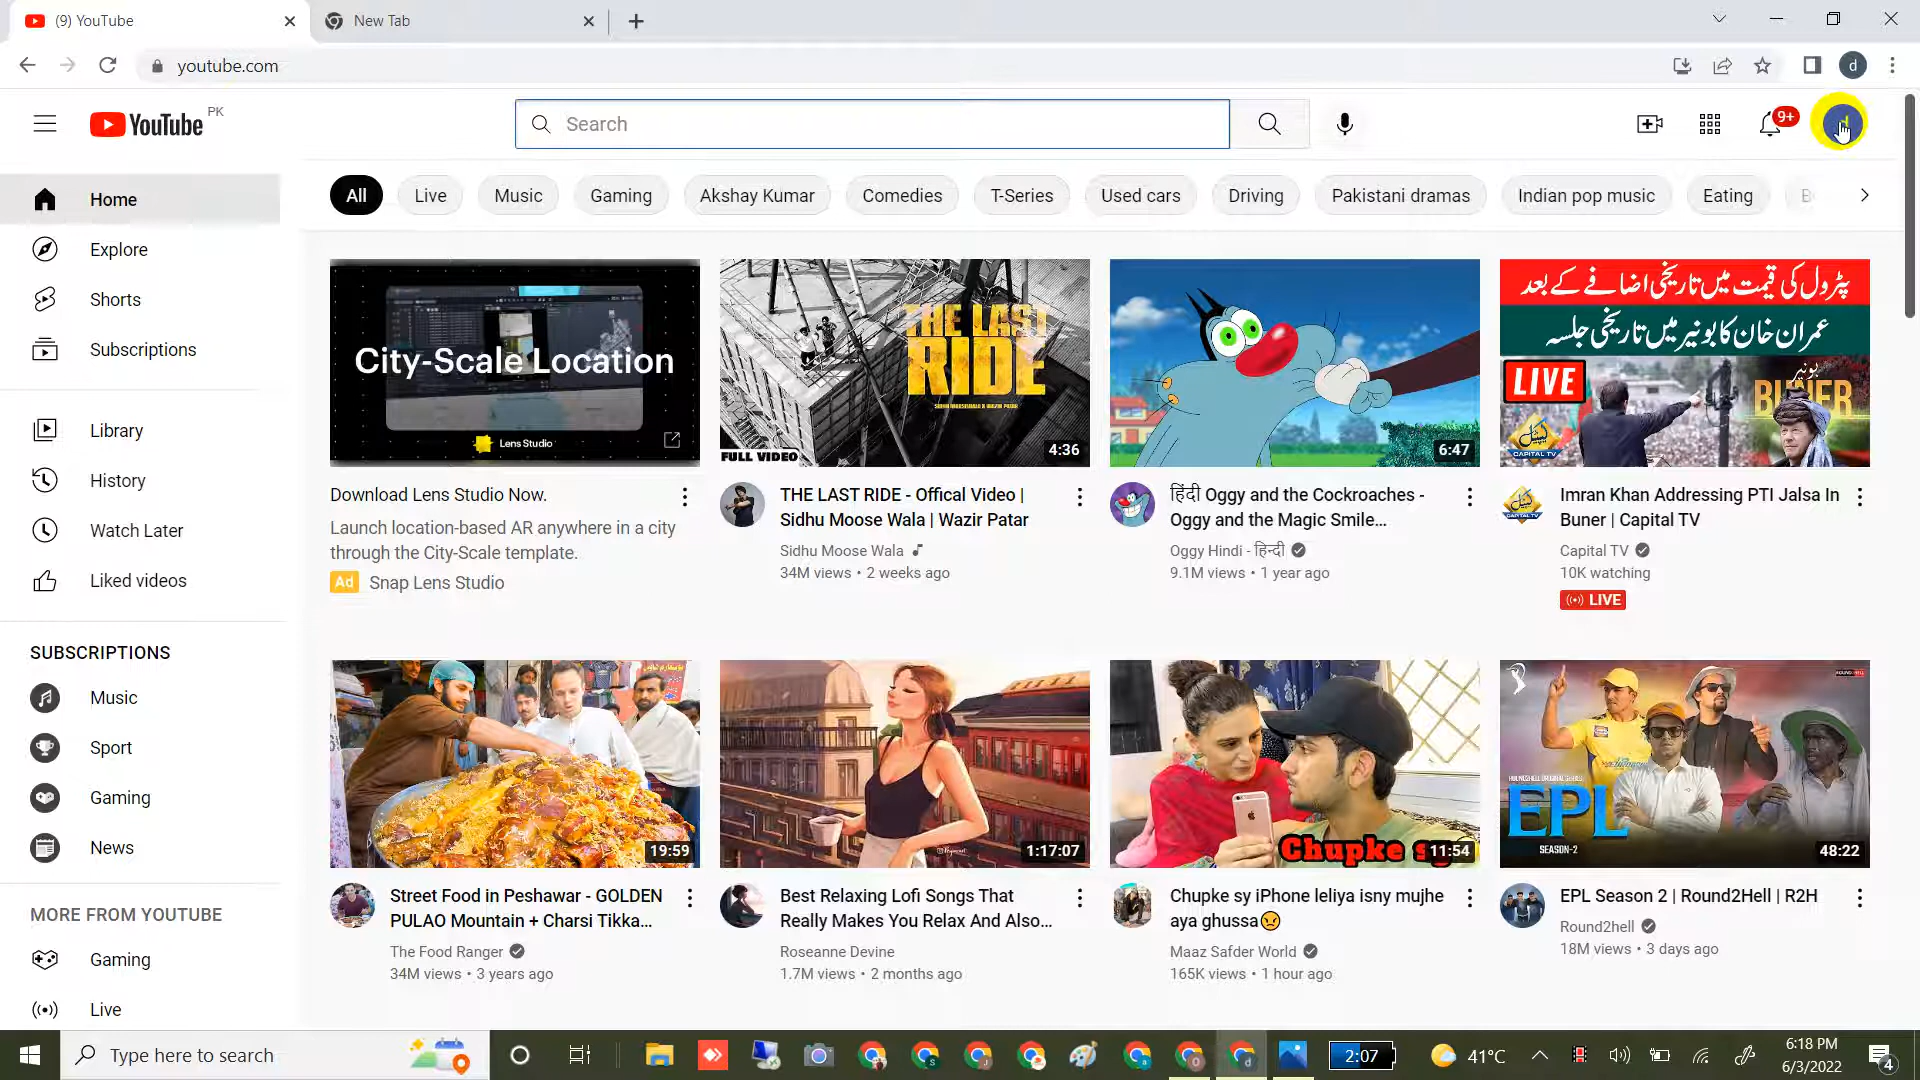 (9) YouTube
New Tab
youtube.com
d
YouTube PK
Search
9+
Home
Explore
Shorts
Subscriptions
Library
History
Watch Later
Liked videos
SUBSCRIPTIONS
Music
Sport
Gaming
News
MORE FROM YOUTUBE
Gaming
Live
All
Live
Music
Gaming
Akshay Kumar
Comedies
T-Series
Used cars
Driving
Pakistani dramas
Indian pop music
Eating
City-Scale Location
Lens Studio
Download Lens Studio Now.
Launch location-based AR anywhere in a city
through the City-Scale template.
Ad Snap Lens Studio
THE LAST
RIDE
FULL VIDEO
4:36
THE LAST RIDE - Offical Video |
Sidhu Moose Wala | Wazir Patar
Sidhu Moose Wala
34M views • 2 weeks ago
6:47
हिंदी Oggy and the Cockroaches -
Oggy and the Magic Smile...
Oggy Hindi - हिन्दी
9.1M views • 1 year ago
پٹرول کی قیمت میں تاریخی اضافے کے بعد
عمران خان کا بونیر میں تاریخی جلسہ
LIVE
بونیر
BUNER
CAPITAL TV
Imran Khan Addressing PTI Jalsa In
Buner | Capital TV
Capital TV
10K watching
LIVE
19:59
Street Food in Peshawar - GOLDEN
PULAO Mountain + Charsi Tikka...
The Food Ranger
34M views • 3 years ago
1:17:07
Best Relaxing Lofi Songs That
Really Makes You Relax And Also...
Roseanne Devine
1.7M views • 2 months ago
Chupke
11:54
Chupke sy iPhone leliya isny mujhe
aya ghussa😡
Maaz Safder World
165K views • 1 hour ago
EPL
SEASON-2
48:22
EPL Season 2 | Round2Hell | R2H
Round2hell
18M views • 3 days ago
Type here to search
2:07
41°C
6:18 PM
6/3/2022
4